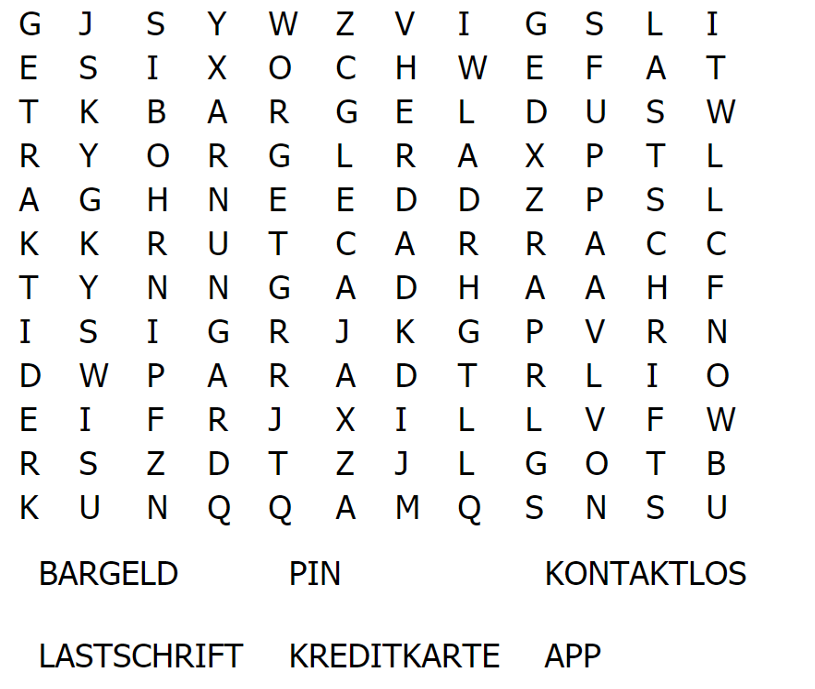 G J S Y W Z V I G S L I
E S I X O C H W E F A T
T K B A R G E L D U S W
R Y O R G L R A X P T L
A G H N E E D D Z P S L
K K R U T C A R R A C C
T Y N N G A D H A A H F
I S I G R J K G P V R N
D W P A R A D T R L I O
E I F R J X I L L V F W
R S Z D T Z J L G O T B
K U N Q Q A M Q S N S U
BARGELD PIN KONTAKTLOS
LASTSCHRIFT KREDITKARTE APP